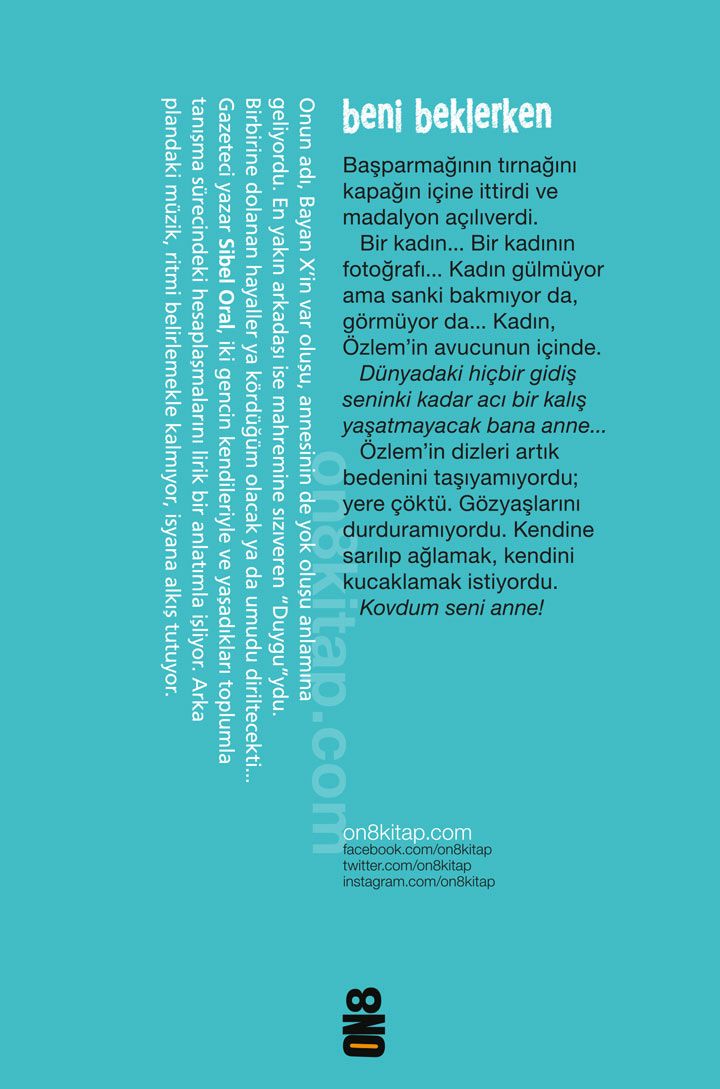 beni beklerken
Başparmağının tırnağını
kapağın içine ittirdi ve
madalyon açılıverdi.
Bir kadın... Bir kadının
fotoğrafı... Kadın gülmüyor
ama sanki bakmıyor da,
görmüyor da... Kadın,
Özlem’in avucunun içinde.
Dünyadaki hiçbir gidiş
seninki kadar acı bir kalış
yaşatmayacak bana anne...
Özlem’in dizleri artık
bedenini taşıyamıyordu;
yere çöktü. Gözyaşlarını
durduramıyordu. Kendine
sarılıp ağlamak, kendini
kucaklamak istiyordu.
Kovdum seni anne!
Onun adı, Bayan X’in var oluşu, annesinin de yok oluşu anlamına
geliyordu. En yakın arkadaşı ise mahremine sızıveren “Duygu”ydu.
Birbirine dolanan hayaller ya kördüğüm olacak ya da umudu diriltecekti...
Gazeteci yazar Sibel Oral, iki gencin kendileriyle ve yaşadıkları toplumla
tanışma sürecindeki hesaplaşmalarını lirik bir anlatımla işliyor. Arka
plandaki müzik, ritmi belirlemekle kalmıyor, isyana alkış tutuyor.
on8kitap.com
on8kitap.com
facebook.com/on8kitap
twitter.com/on8kitap
instagram.com/on8kitap
ON8